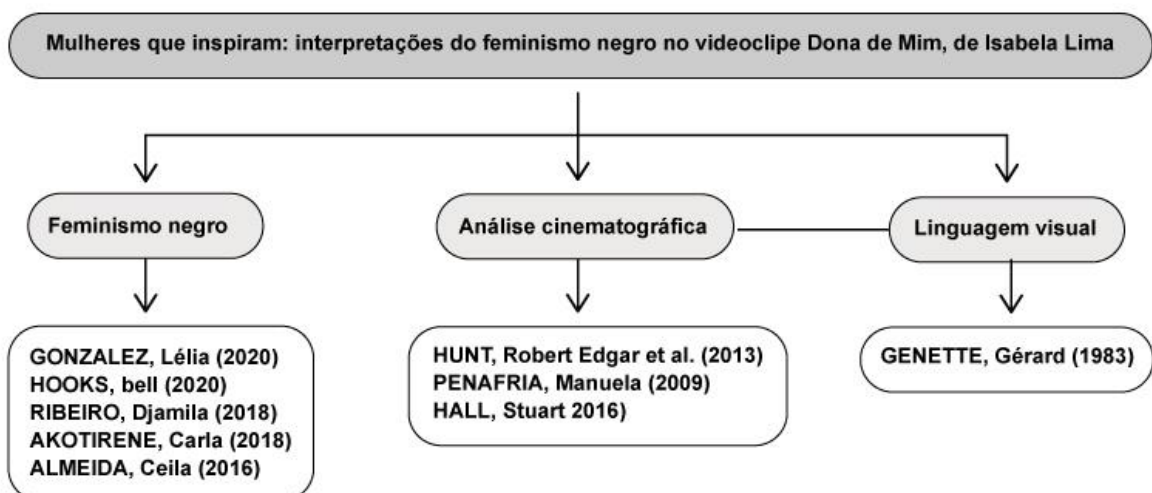 Mulheres que inspiram: interpretações do feminismo negro no videoclipe Dona de Mim, de Isabela Lima
Feminismo negro
Análise cinematográfica
Linguagem visual
GONZALEZ, Lélia (2020)
HOOKS, bell (2020)
RIBEIRO, Djamila (2018)
AKOTIRENE, Carla (2018)
ALMEIDA, Ceila (2016)
HUNT, Robert Edgar et al. (2013)
PENAFRIA, Manuela (2009)
HALL, Stuart 2016)
GENETTE, Gérard (1983)